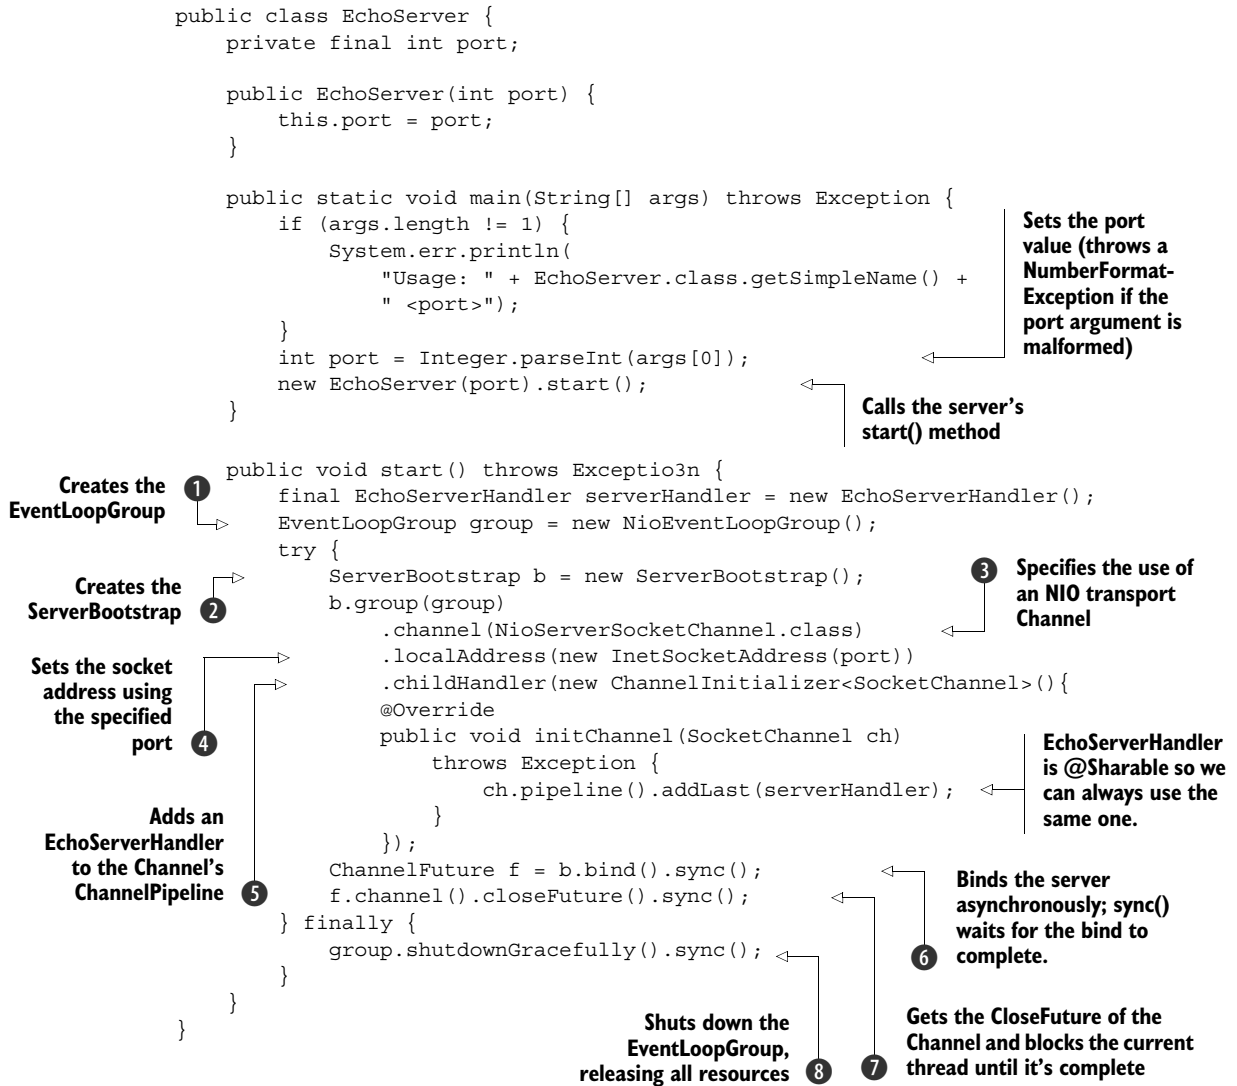 public class EchoServer {
private final int port;
public EchoServer(int port) {
this.port = port;
}
public static void main(String[] args) throws Exception {
if (args.length != 1) {
System.err.println(
"Usage: " + EchoServer.class.getSimpleName() +
" <port>");
}
int port = Integer.parseInt(args[0]);
new EchoServer(port).start();
}
Sets the port
value (throws a
NumberFormat-
Exception if the
port argument is
malformed)
Calls the server's
start() method
public void start() throws Exceptio3n {
final EchoServerHandler serverHandler = new EchoServerHandler();
EventLoopGroup group = new NioEventLoopGroup();
try {
ServerBootstrap b = new ServerBootstrap();
b.group(group)
.channel(NioServerSocketChannel.class)
.localAddress(new InetSocketAddress(port))
.childHandler(new ChannelInitializer<SocketChannel>(){
@Override
public void initChannel(SocketChannel ch)
throws Exception {
ch.pipeline().addLast(serverHandler);
}
});
ChannelFuture f = b.bind().sync();
f.channel().closeFuture().sync();
} finally {
group.shutdownGracefully().sync();
}
}
}
Creates the
EventLoopGroup
1
Creates the
ServerBootstrap
2
3
Specifies the use of
an NIO transport
Channel
Sets the socket
address using
the specified
port
4
EchoServerHandler
is @Sharable so we
can always use the
same one.
Adds an
EchoServerHandler
to the Channel's
ChannelPipeline
5
Binds the server
asynchronously; sync()
waits for the bind to
6 complete.
Gets the CloseFuture of the
Channel and blocks the current
7 thread until it's complete
Shuts down the
EventLoopGroup,
releasing all resources 8